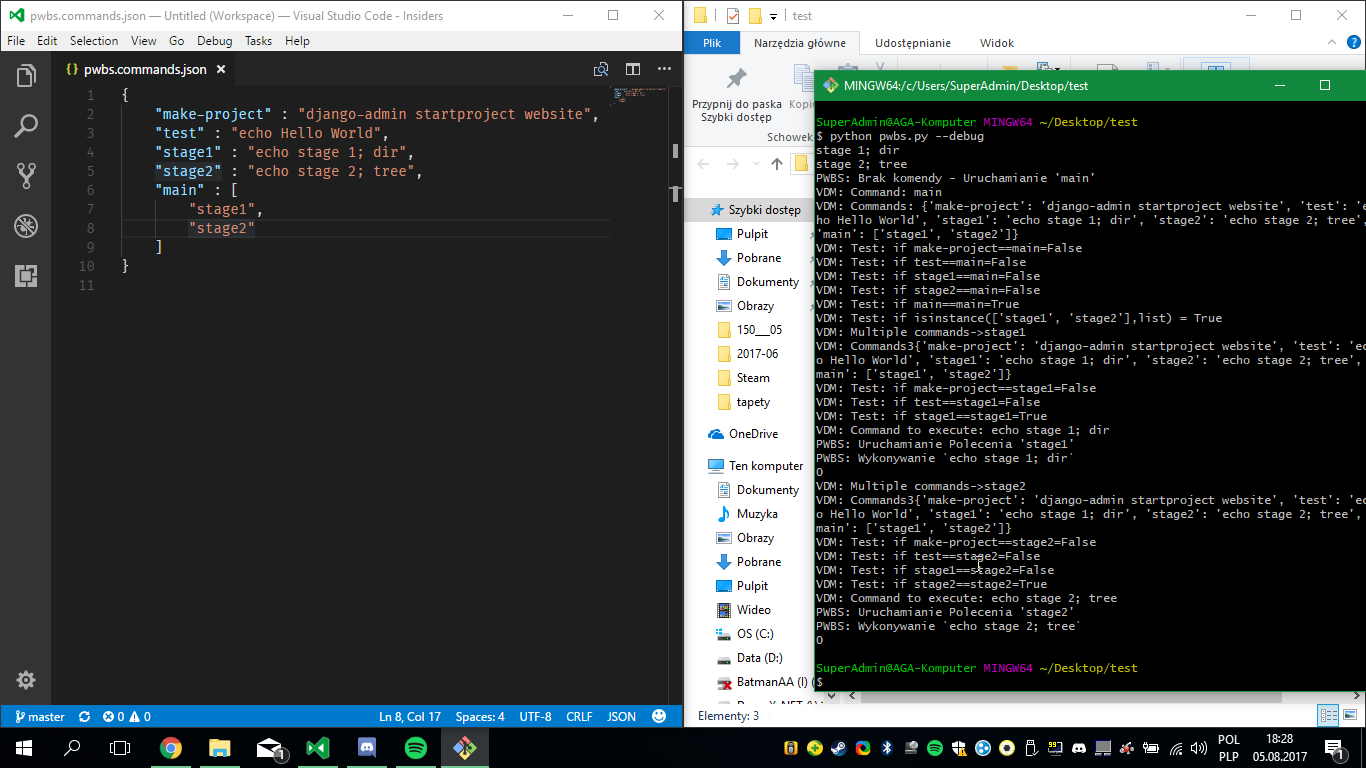 pwbs.commands.json — Untitled (Workspace) — Visual Studio Code - Insiders
File Edit Selection View Go Debug Tasks Help
{} pwbs.commands.json ×
1 {
2 "make-project" : "django-admin startproject website",
3 "test" : "echo Hello World",
4 "stage1" : "echo stage 1; dir",
5 "stage2" : "echo stage 2; tree",
6 "main" : [
7 "stage1",
8 "stage2"
9 ]
10 }
11
master 0 0 Ln 8, Col 17 Spaces: 4 UTF-8 CRLF JSON
test
Plik Narzędzia główne Udostępnianie Widok
Przypnij do paska
Szybki dostęp
Schowek
Szybki dostęp
Pulpit
Pobrane
Dokumenty
Obrazy
150___05
2017-06
Steam
tapety
OneDrive
Ten komputer
Dokumenty
Muzyka
Obrazy
Pobrane
Pulpit
Wideo
OS (C:)
Data (D:)
BatmanAA (I) (
Elementy: 3
MINGW64:/c/Users/SuperAdmin/Desktop/test
SuperAdmin@AGA-Komputer MINGW64 ~/Desktop/test
$ python pwbs.py --debug
stage 1; dir
stage 2; tree
PWBS: Brak komendy - Uruchamianie 'main'
VDM: Command: main
VDM: Commands: {'make-project': 'django-admin startproject website', 'test': 'e
ho Hello World', 'stage1': 'echo stage 1; dir', 'stage2': 'echo stage 2; tree',
'main': ['stage1', 'stage2']}
VDM: Test: if make-project==main=False
VDM: Test: if test==main=False
VDM: Test: if stage1==main=False
VDM: Test: if stage2==main=False
VDM: Test: if main==main=True
VDM: Test: if isinstance(['stage1', 'stage2'],list) = True
VDM: Multiple commands->stage1
VDM: Commands3{'make-project': 'django-admin startproject website', 'test': 'ec
o Hello World', 'stage1': 'echo stage 1; dir', 'stage2': 'echo stage 2; tree',
main': ['stage1', 'stage2']}
VDM: Test: if make-project==stage1=False
VDM: Test: if test==stage1=False
VDM: Test: if stage1==stage1=True
VDM: Command to execute: echo stage 1; dir
PWBS: Uruchamianie Polecenia 'stage1'
PWBS: Wykonywanie `echo stage 1; dir`
0
VDM: Multiple commands->stage2
VDM: Commands3{'make-project': 'django-admin startproject website', 'test': 'ec
o Hello World', 'stage1': 'echo stage 1; dir', 'stage2': 'echo stage 2; tree',
main': ['stage1', 'stage2']}
VDM: Test: if make-project==stage2=False
VDM: Test: if test==stage2=False
VDM: Test: if stage1==stage2=False
VDM: Test: if stage2==stage2=True
VDM: Command to execute: echo stage 2; tree
PWBS: Uruchamianie Polecenia 'stage2'
PWBS: Wykonywanie `echo stage 2; tree`
0
SuperAdmin@AGA-Komputer MINGW64 ~/Desktop/test
$
POL
PLP
18:28
05.08.2017
1
1